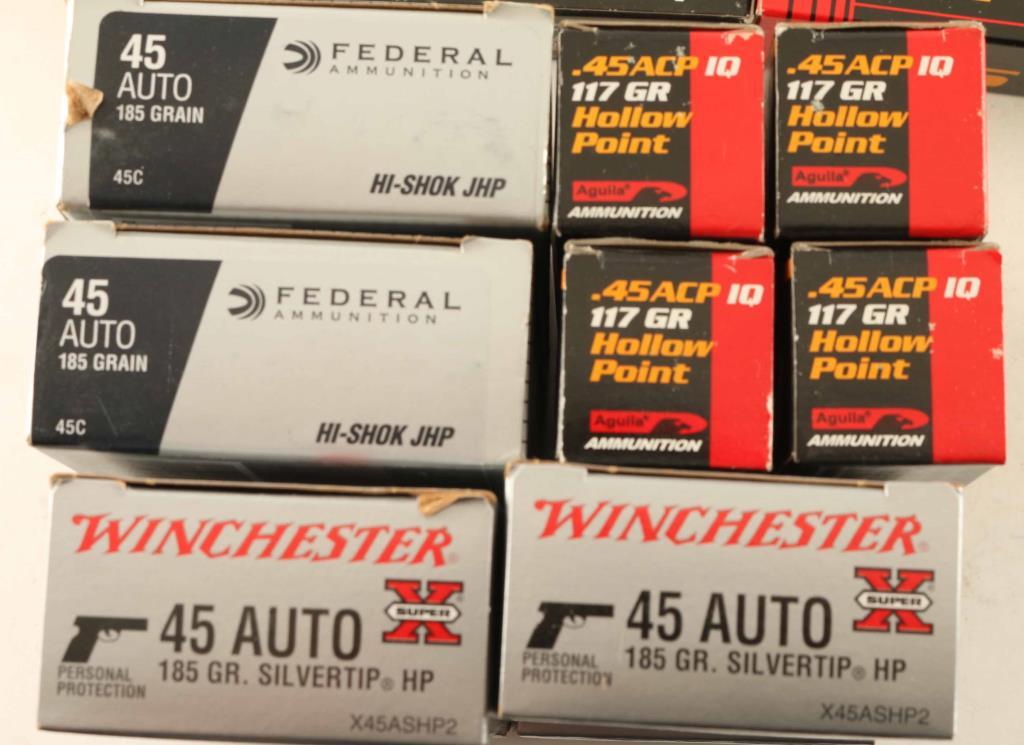 45
AUTO
185 GRAIN
45C
FEDERAL
AMMUNITION
HI-SHOK JHP
.45ACP IQ
117 GR
Hollow
Point
Aguila®
AMMUNITION
.45ACP IQ
117 GR
Hollow
Point
Aguila®
AMMUNITION
45
AUTO
185 GRAIN
45C
FEDERAL
AMMUNITION
HI-SHOK JHP
.45ACP IQ
117 GR
Hollow
Point
Aguila®
AMMUNITION
.45ACP IQ
117 GR
Hollow
Point
Aguila®
AMMUNITION
WINCHESTER®
SUPER X
45 AUTO
185 GR. SILVERTIP® HP
PERSONAL
PROTECTION
X45ASHP2
WINCHESTER®
SUPER X
45 AUTO
185 GR. SILVERTIP® HP
PERSONAL
PROTECTION
X45ASHP2